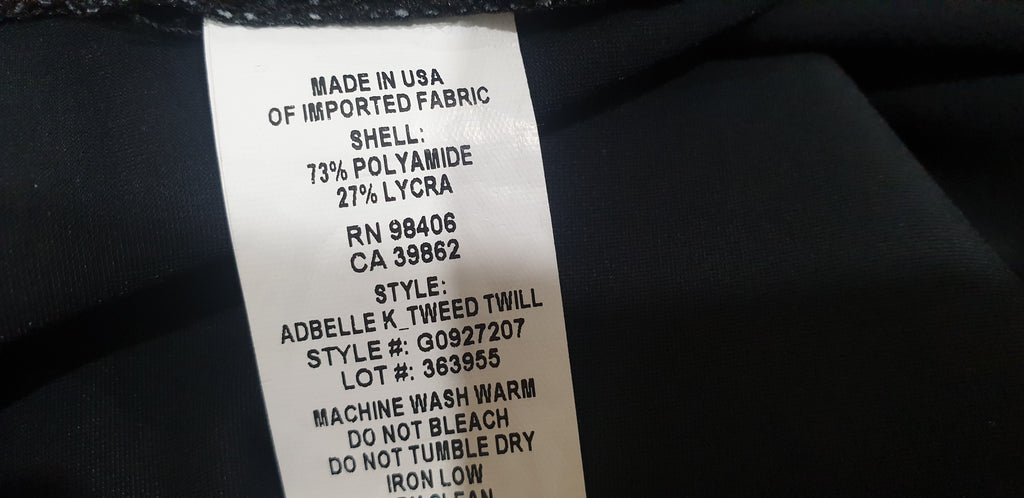 MADE IN USA
OF IMPORTED FABRIC
SHELL:
73% POLYAMIDE
27% LYCRA
RN 98406
CA 39862
STYLE:
ADBELLE K_TWEED TWILL
STYLE #: G0927207
LOT #: 363955
MACHINE WASH WARM
DO NOT BLEACH
DO NOT TUMBLE DRY
IRON LOW
CLEAN